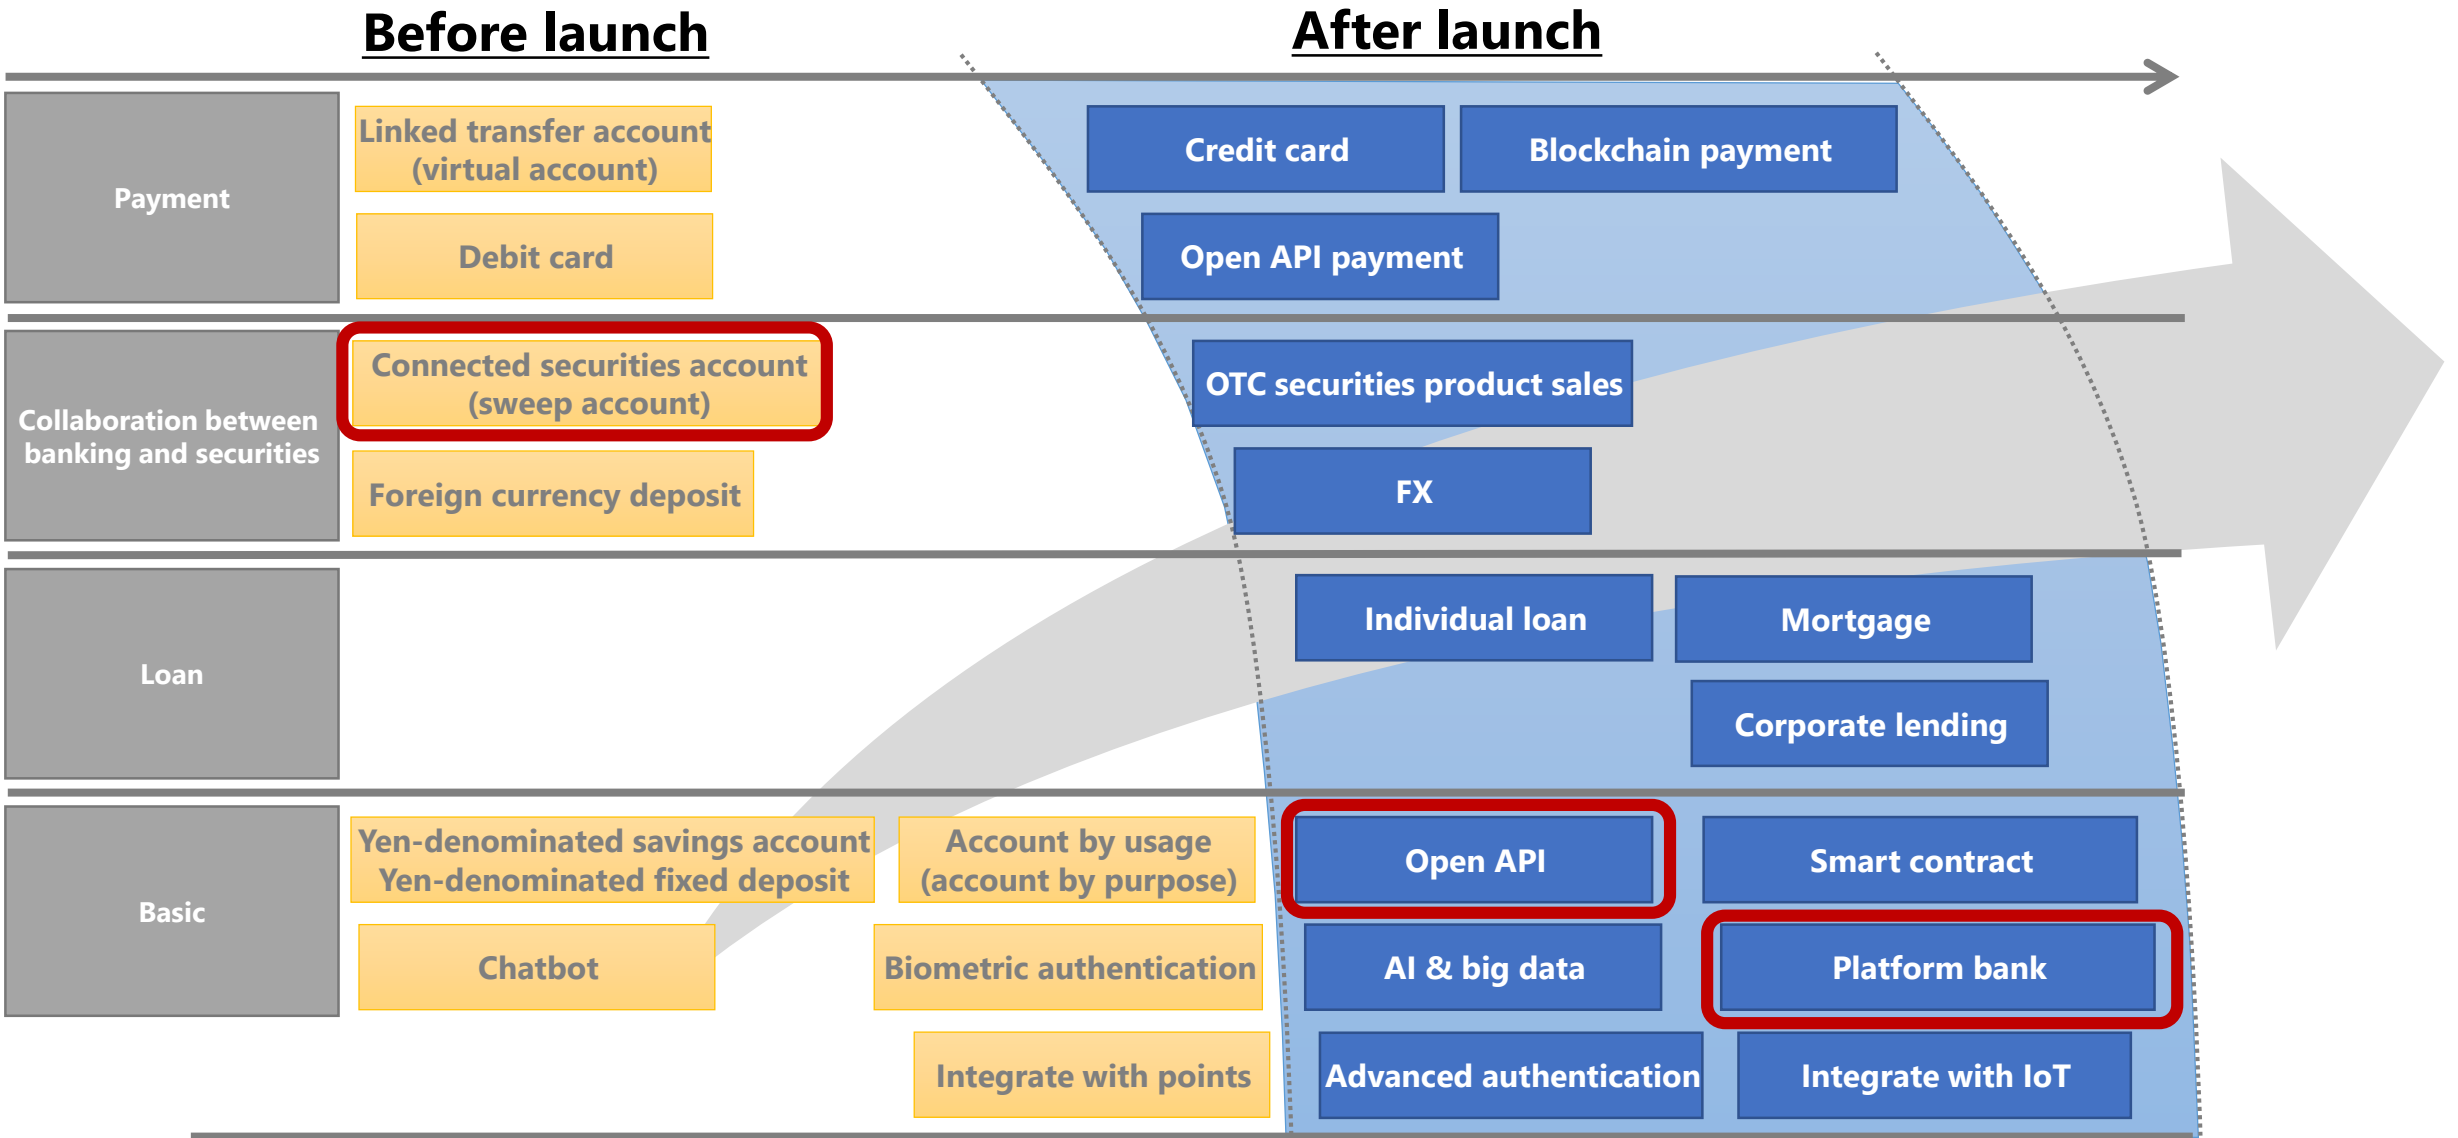 Before launch
After launch
Payment
Linked transfer account
(virtual account)
Credit card
Blockchain payment
Debit card
Open API payment
Collaboration between
banking and securities
Connected securities account
(sweep account)
OTC securities product sales
Foreign currency deposit
FX
Loan
Individual loan
Mortgage
Corporate lending
Basic
Yen-denominated savings account
Yen-denominated fixed deposit
Account by usage
(account by purpose)
Open API
Smart contract
Chatbot
Biometric authentication
AI & big data
Platform bank
Integrate with points
Advanced authentication
Integrate with IoT